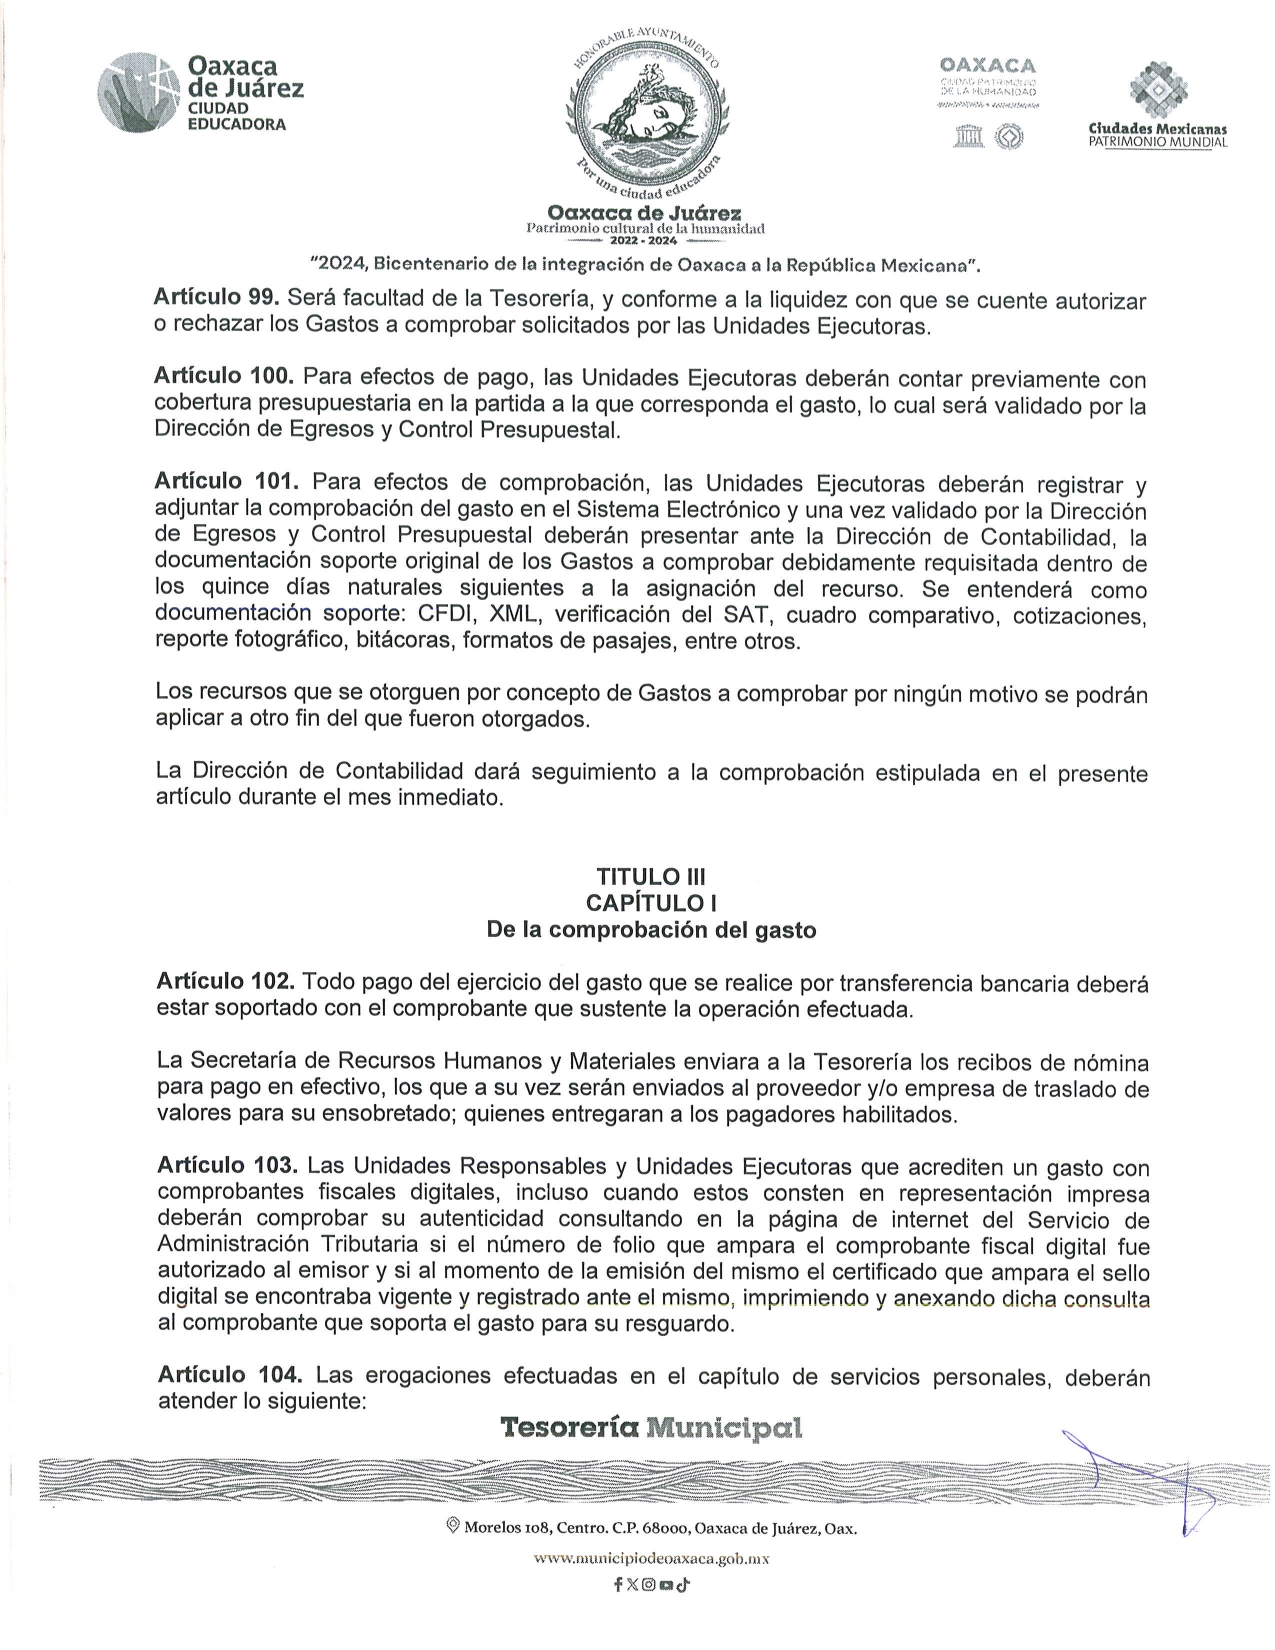 Oaxaca
de Juárez
CIUDAD
EDUCADORA
HONORABLE AYUNTAMIENTO
Por una ciudad educadora
Oaxaca de Juárez
Patrimonio cultural de la humanidad
2022 - 2024
OAXACA
CIUDAD PATRIMONIO
DE LA HUMANIDAD
Ciudades Mexicanas
PATRIMONIO MUNDIAL
"2024, Bicentenario de la integración de Oaxaca a la República Mexicana".
Artículo 99. Será facultad de la Tesorería, y conforme a la liquidez con que se cuente autorizar
o rechazar los Gastos a comprobar solicitados por las Unidades Ejecutoras.
Artículo 100. Para efectos de pago, las Unidades Ejecutoras deberán contar previamente con
cobertura presupuestaria en la partida a la que corresponda el gasto, lo cual será validado por la
Dirección de Egresos y Control Presupuestal.
Artículo 101. Para efectos de comprobación, las Unidades Ejecutoras deberán registrar y
adjuntar la comprobación del gasto en el Sistema Electrónico y una vez validado por la Dirección
de Egresos y Control Presupuestal deberán presentar ante la Dirección de Contabilidad, la
documentación soporte original de los Gastos a comprobar debidamente requisitada dentro de
los quince días naturales siguientes a la asignación del recurso. Se entenderá como
documentación soporte: CFDI, XML, verificación del SAT, cuadro comparativo, cotizaciones,
reporte fotográfico, bitácoras, formatos de pasajes, entre otros.
Los recursos que se otorguen por concepto de Gastos a comprobar por ningún motivo se podrán
aplicar a otro fin del que fueron otorgados.
La Dirección de Contabilidad dará seguimiento a la comprobación estipulada en el presente
artículo durante el mes inmediato.
TITULO III
CAPÍTULO I
De la comprobación del gasto
Artículo 102. Todo pago del ejercicio del gasto que se realice por transferencia bancaria deberá
estar soportado con el comprobante que sustente la operación efectuada.
La Secretaría de Recursos Humanos y Materiales enviara a la Tesorería los recibos de nómina
para pago en efectivo, los que a su vez serán enviados al proveedor y/o empresa de traslado de
valores para su ensobretado; quienes entregaran a los pagadores habilitados.
Artículo 103. Las Unidades Responsables y Unidades Ejecutoras que acrediten un gasto con
comprobantes fiscales digitales, incluso cuando estos consten en representación impresa
deberán comprobar su autenticidad consultando en la página de internet del Servicio de
Administración Tributaria si el número de folio que ampara el comprobante fiscal digital fue
autorizado al emisor y si al momento de la emisión del mismo el certificado que ampara el sello
digital se encontraba vigente y registrado ante el mismo, imprimiendo y anexando dicha consulta
al comprobante que soporta el gasto para su resguardo.
Artículo 104. Las erogaciones efectuadas en el capítulo de servicios personales, deberán
atender lo siguiente:
Tesorería Municipal
Morelos 108, Centro. C.P. 68000, Oaxaca de Juárez, Oax.
www.municipiodeoaxaca.gob.mx